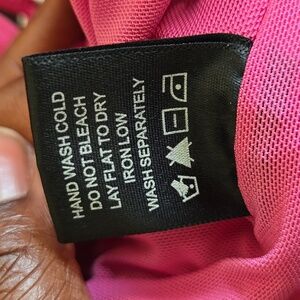 HAND WASH COLD
DO NOT BLEACH
LAY FLAT TO DRY
IRON LOW
WASH SEPARATELY